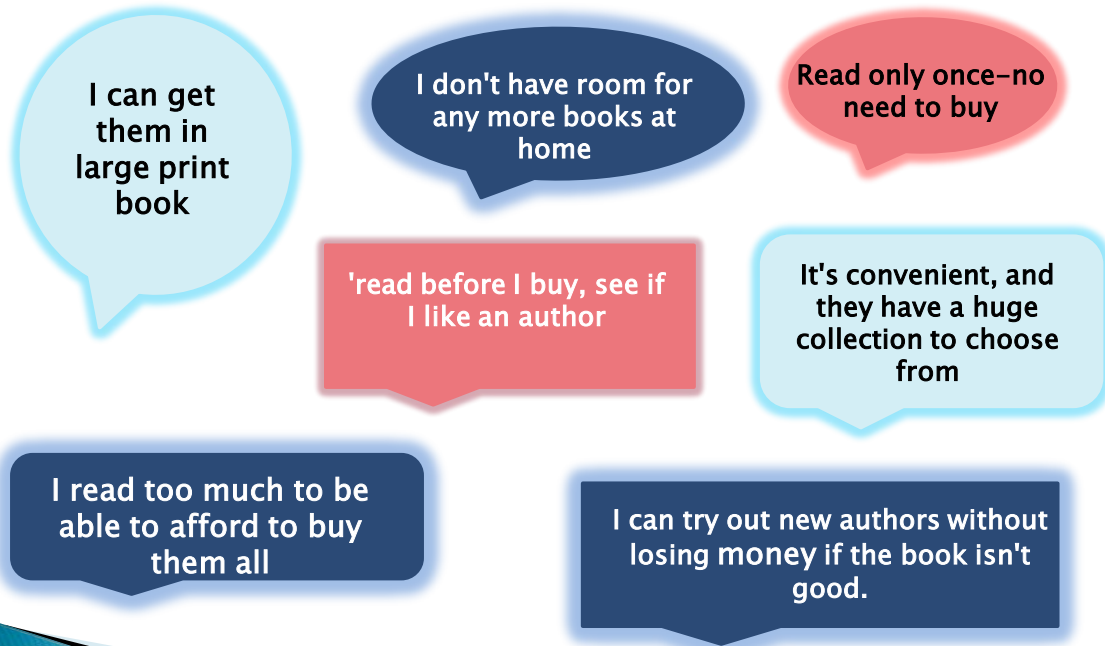 I can get
them in
large print
book
I don't have room for
any more books at
home
Read only once-no
need to buy
'read before I buy, see if
I like an author
It's convenient, and
they have a huge
collection to choose
from
I read too much to be
able to afford to buy
them all
I can try out new authors without
losing money if the book isn't
good.